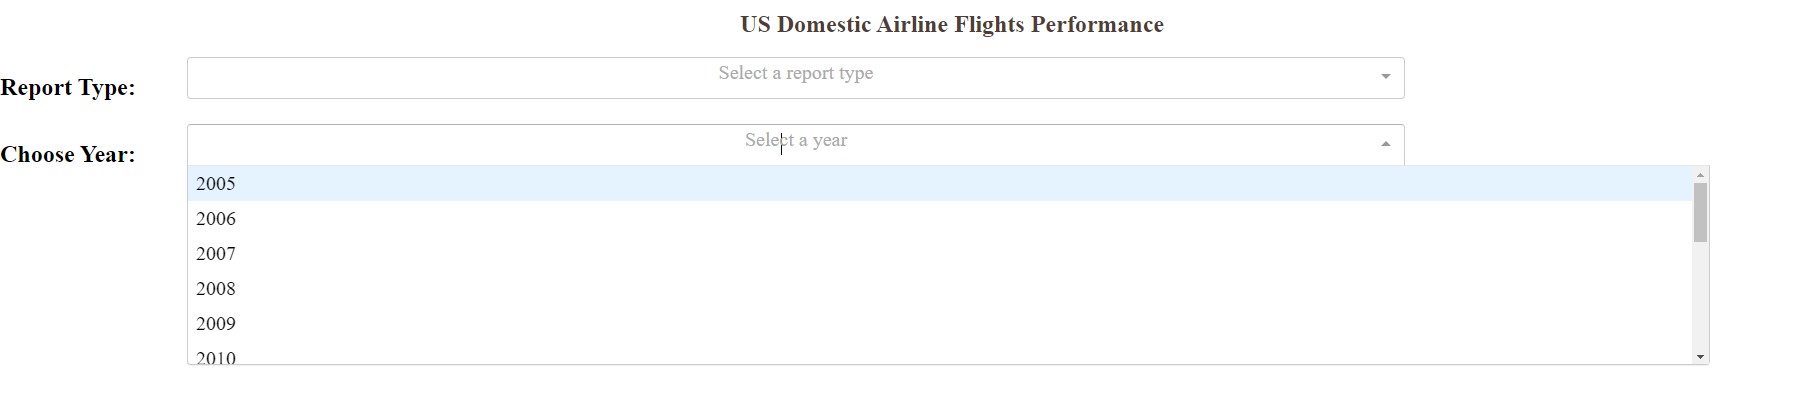 US Domestic Airline Flights Performance
Report Type:
Select a report type
Choose Year:
Select a year
2005
2006
2007
2008
2009
2010